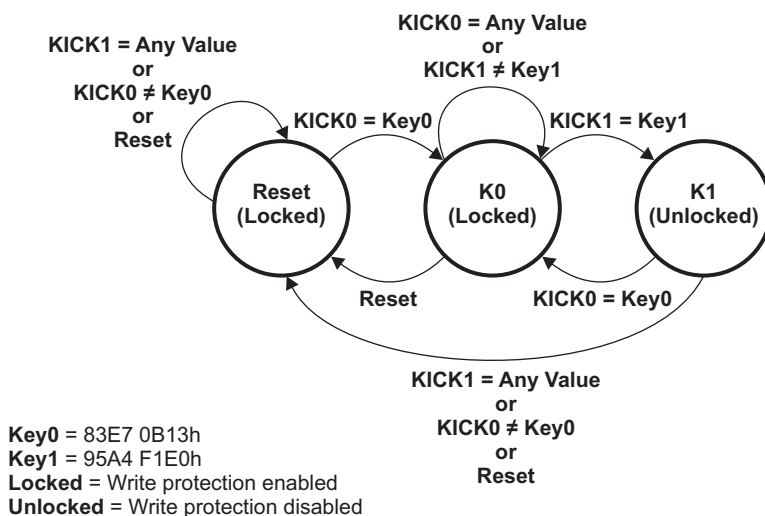 KICK1 = Any Value
or
KICK0 ≠ Key0
or
Reset
KICK0 = Any Value
or
KICK1 ≠ Key1
KICK0 = Key0
KICK1 = Key1
Reset
(Locked)
K0
(Locked)
K1
(Unlocked)
Reset
KICK0 = Key0
KICK1 = Any Value
or
KICK0 ≠ Key0
or
Reset
Key0 = 83E7 0B13h
Key1 = 95A4 F1E0h
Locked = Write protection enabled
Unlocked = Write protection disabled